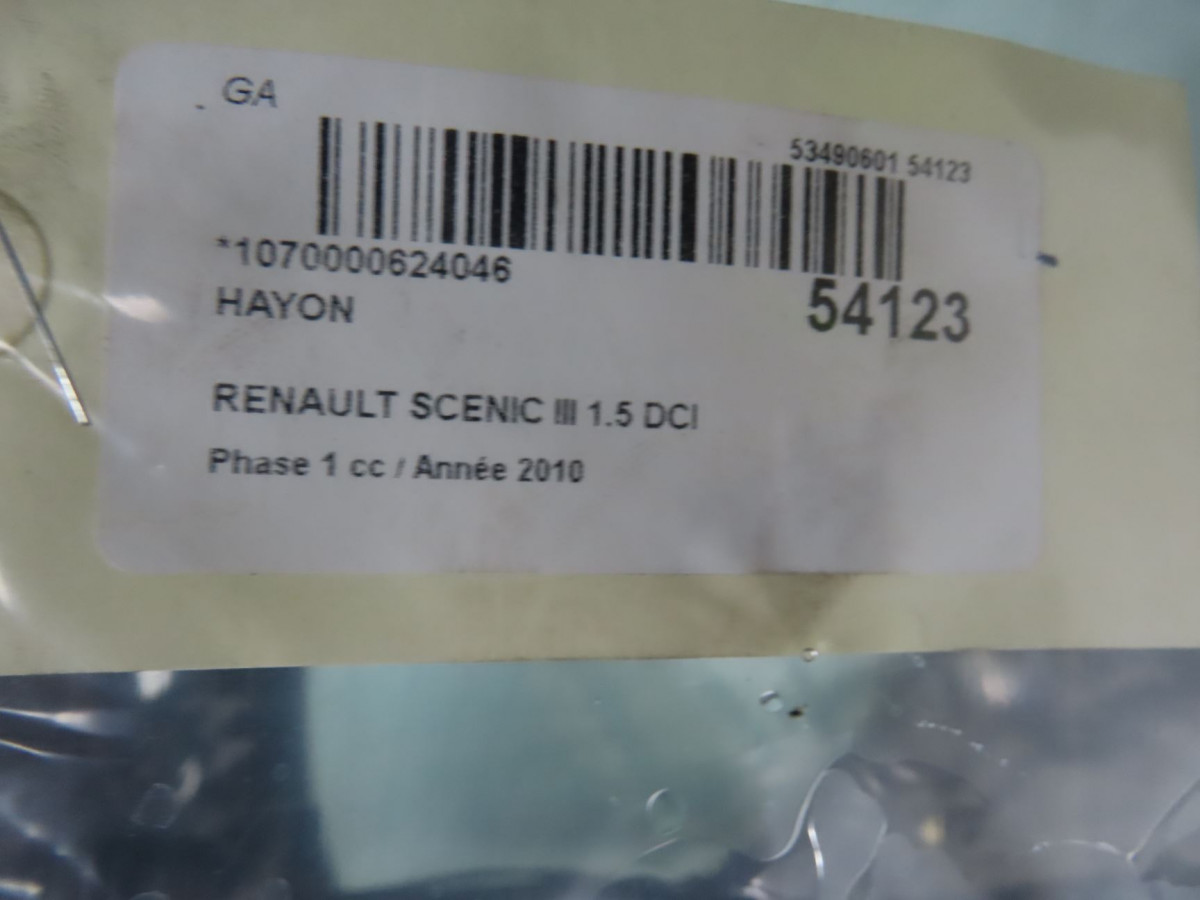 GA
53490601 54123
*1070000624046
54123
HAYON
RENAULT SCENIC III 1.5 DCI
Phase 1 cc / Année 2010